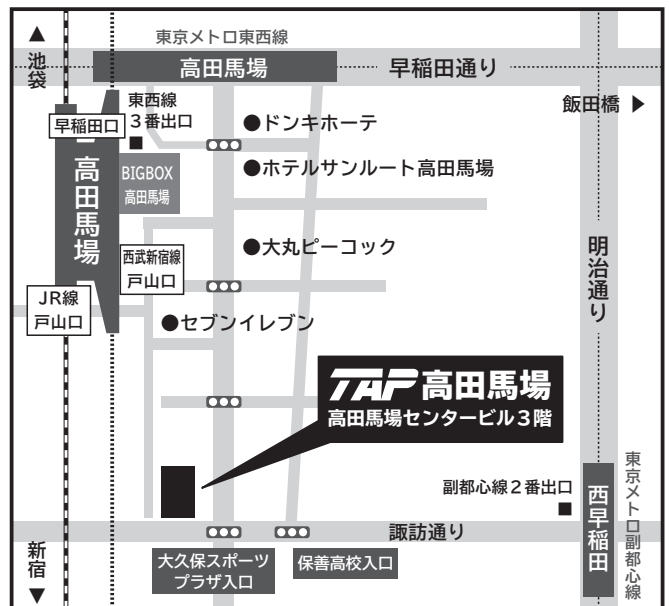 ▲
池袋
東京メトロ東西線
高田馬場
早稲田通り
飯田橋 ▶
早稲田口
東西線
3番出口
■
●ドンキホーテ
高田馬場
BIGBOX
高田馬場
●ホテルサンルート高田馬場
西武新宿線
戸山口
●大丸ピーコック
明治通り
JR線
戸山口
●セブンイレブン
TAP 高田馬場
高田馬場センタービル3階
副都心線2番出口
■
西早稲田
東京メトロ副都心線
諏訪通り
大久保スポーツ
プラザ入口
保善高校入口
新宿
▼